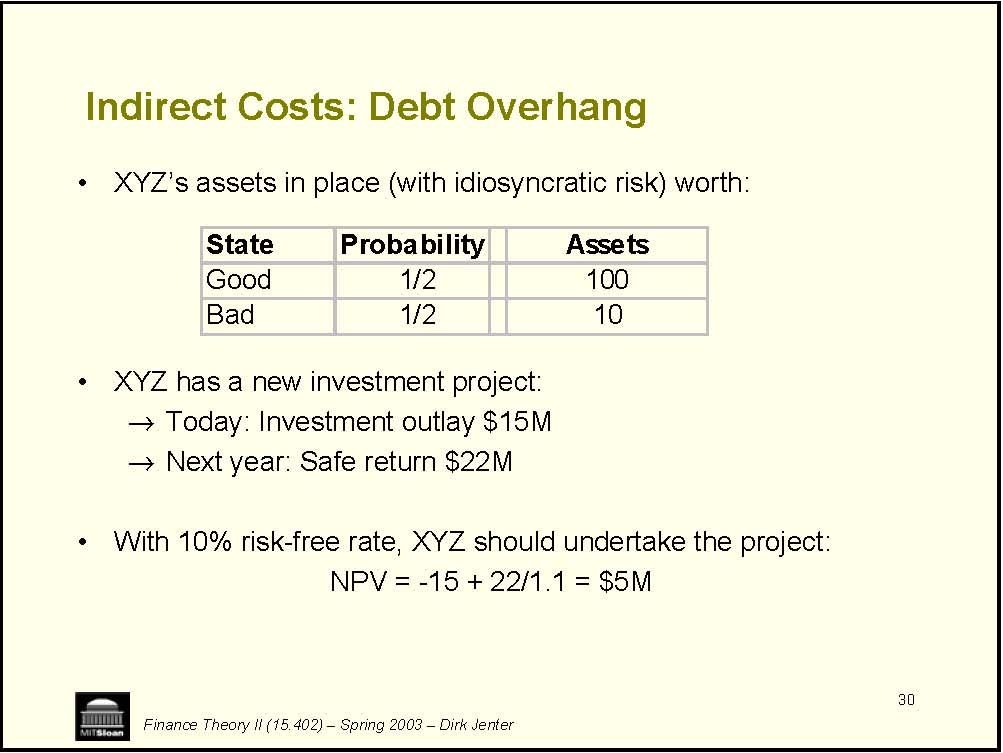 Indirect Costs: Debt Overhang
• XYZ’s assets in place (with idiosyncratic risk) worth:
State Probability Assets
Good 1/2 100
Bad 1/2 10
• XYZ has a new investment project:
→ Today: Investment outlay $15M
→ Next year: Safe return $22M
• With 10% risk-free rate, XYZ should undertake the project:
NPV = -15 + 22/1.1 = $5M
30
MITSloan
Finance Theory II (15.402) – Spring 2003 – Dirk Jenter